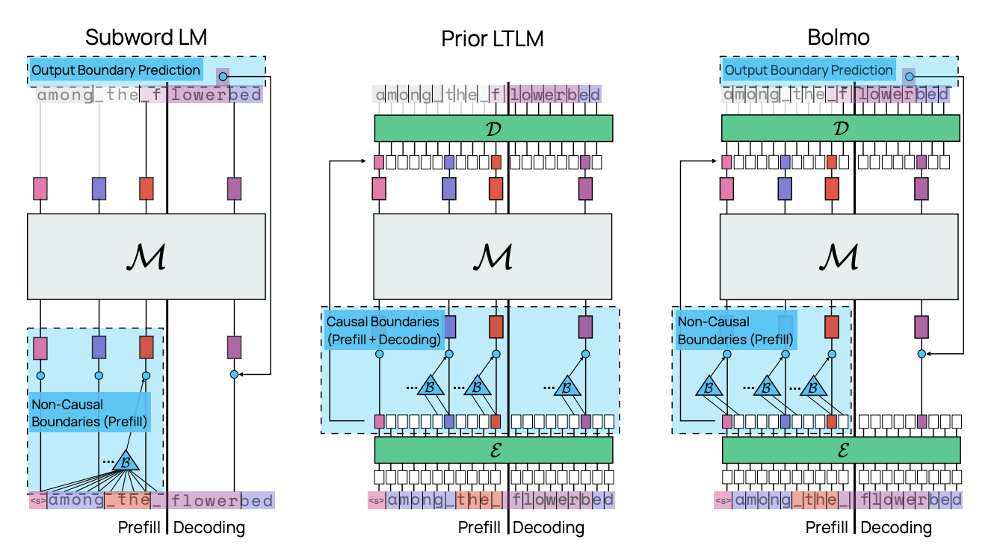 Subword LM
Output Boundary Prediction
among_the_flowerbed
M
Non-Causal
Boundaries (Prefill)
...B
<s>among_the_flowerbed
Prefill Decoding
Prior LTLM
among_the_flowerbed
D
M
Causal Boundaries
(Prefill + Decoding)
...B ...B ...B
E
<s>among_the_flowerbed
Prefill Decoding
Bolmo
Output Boundary Prediction
among_the_flowerbed
D
M
Non-Causal
Boundaries (Prefill)
B ...B ...B
E
<s>among_the_flowerbed
Prefill Decoding